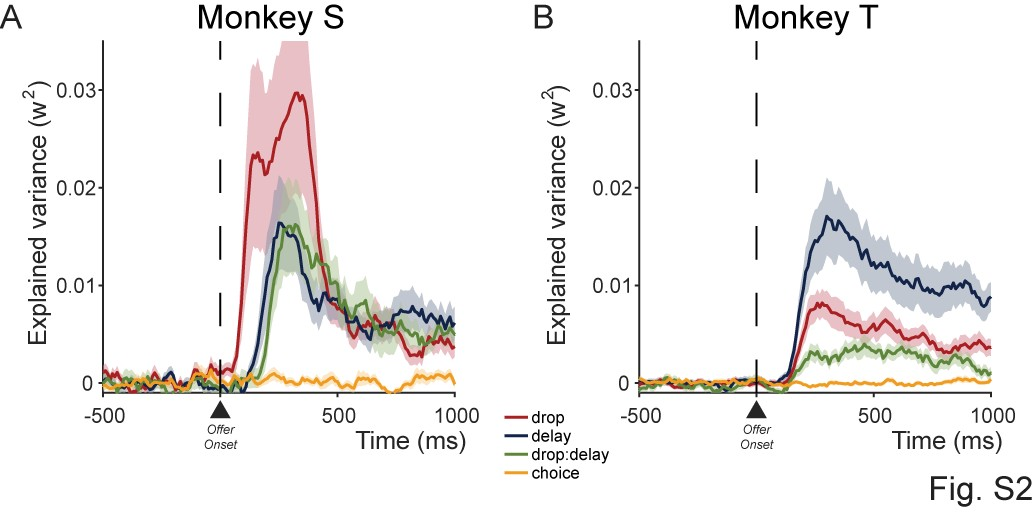 A
Monkey S
Explained variance (w²)
0.03
0.02
0.01
0
-500
500
1000
Offer
Onset
Time (ms)
B
Monkey T
Explained variance (w²)
0.03
0.02
0.01
0
-500
500
1000
Offer
Onset
Time (ms)
drop
delay
drop:delay
choice
Fig. S2